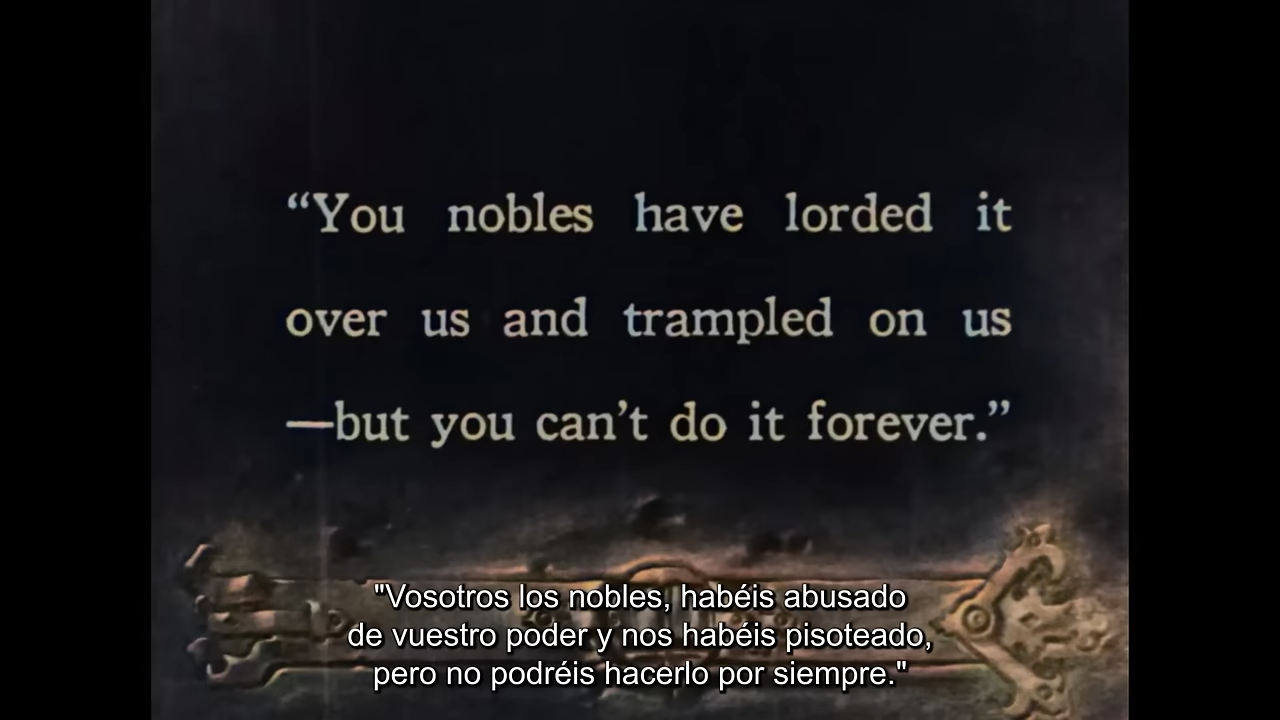 “You nobles have lorded it
over us and trampled on us
—but you can’t do it forever.”
"Vosotros los nobles, habéis abusado
de vuestro poder y nos habéis pisoteado,
pero no podréis hacerlo por siempre."